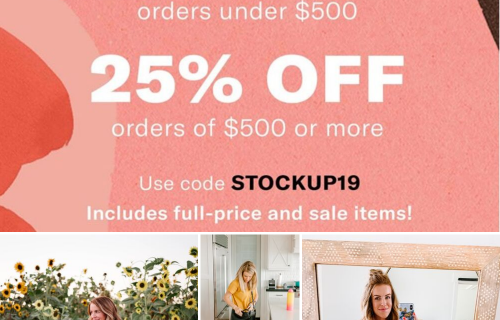 orders under $500
25% OFF
orders of $500 or more
Use code STOCKUP19
Includes full-price and sale items!